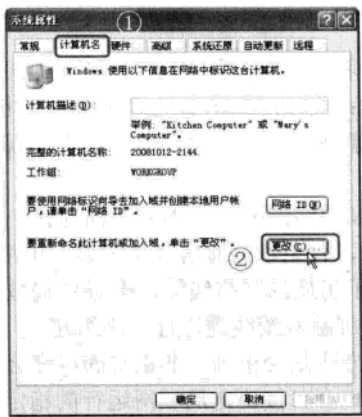 系统属性
①
常规 计算机名 硬件 高级 系统还原 自动更新 远程
Windows 使用以下信息在网络中标识这台计算机。
计算机描述(D):
举例: "Kitchen Computer" 或 "Mary's
Computer"。
完整的计算机名称: 20081012-2144.
工作组: WORKGROUP
要使用网络标识向导去加入域并创建本地用户帐
户，请单击“网络 ID”。
网络 ID(N)
要重新命名此计算机或加入域，单击“更改”。
②
更改(C)...
确定 取消 应用(A)